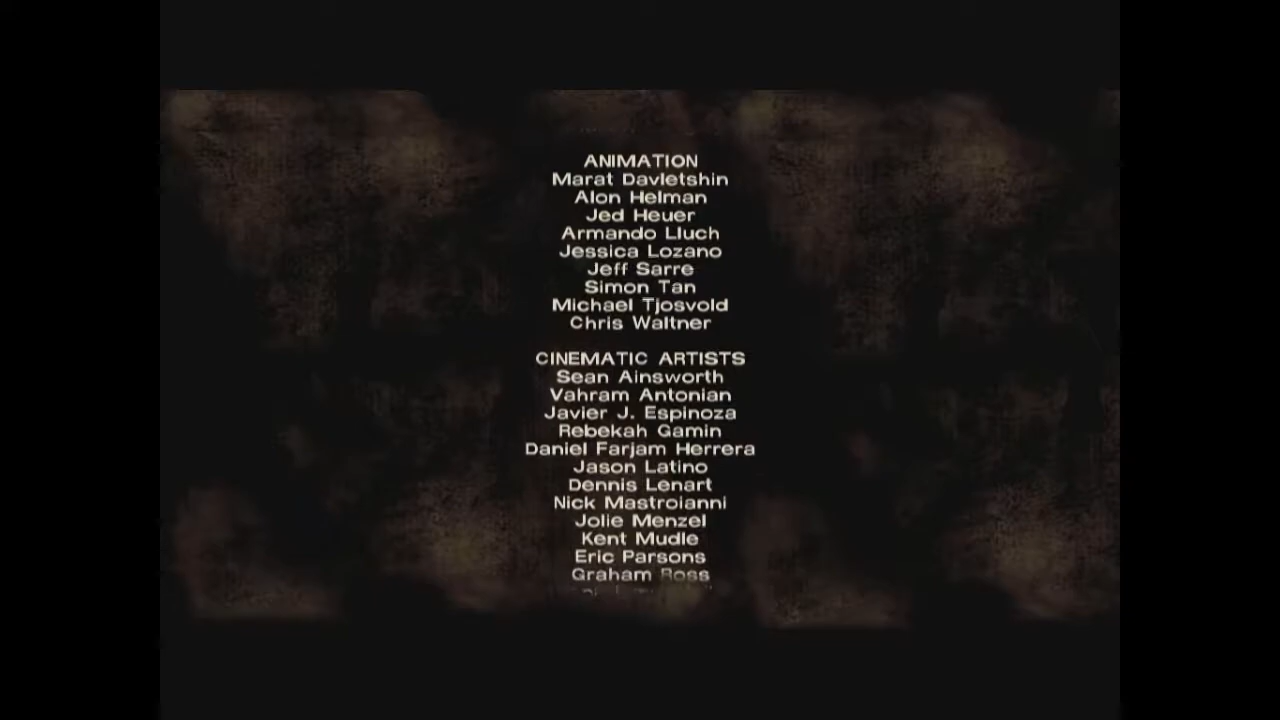 ANIMATION
Marat Davletshin
Alon Helman
Jed Heuer
Armando Lluch
Jessica Lozano
Jeff Sarre
Simon Tan
Michael Tjosvold
Chris Waltner
CINEMATIC ARTISTS
Sean Ainsworth
Vahram Antonian
Javier J. Espinoza
Rebekah Gamin
Daniel Farjam Herrera
Jason Latino
Dennis Lenart
Nick Mastroianni
Jolie Menzel
Kent Mudle
Eric Parsons
Graham Ross